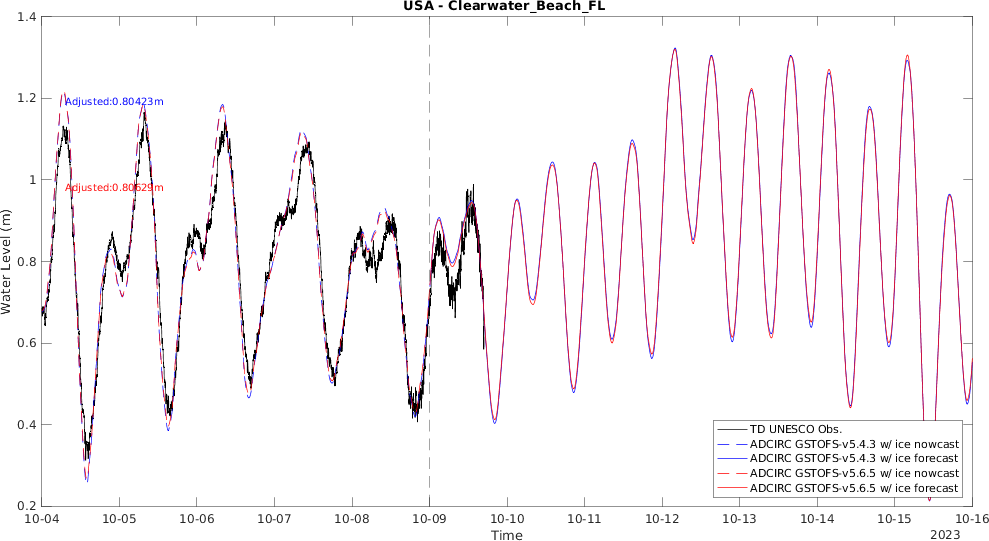 USA - Clearwater_Beach_FL
1.4
1.2
1
0.8
0.6
0.4
0.2
Water Level (m)
Adjusted:0.80423m
Adjusted:0.80629m
TD UNESCO Obs.
ADCIRC GSTOFS-v5.4.3 w/ ice nowcast
ADCIRC GSTOFS-v5.4.3 w/ ice forecast
ADCIRC GSTOFS-v5.6.5 w/ ice nowcast
ADCIRC GSTOFS-v5.6.5 w/ ice forecast
10-04 10-05 10-06 10-07 10-08 10-09 10-10 10-11 10-12 10-13 10-14 10-15 10-16
Time
2023